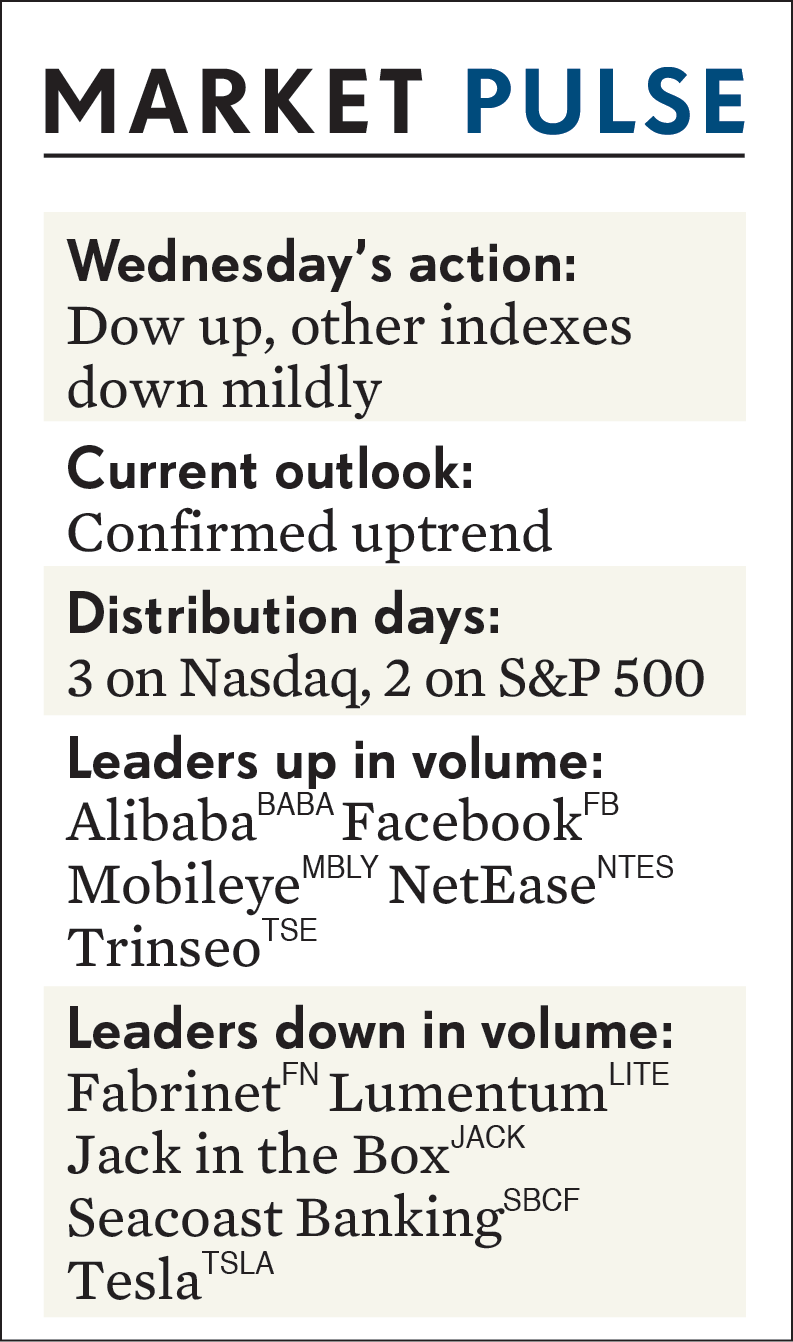 MARKET PULSE
Wednesday’s action:
Dow up, other indexes
down mildly
Current outlook:
Confirmed uptrend
Distribution days:
3 on Nasdaq, 2 on S&P 500
Leaders up in volume:
Alibaba BABA Facebook FB
Mobileye MBLY NetEase NTES
Trinseo TSE
Leaders down in volume:
Fabrinet FN Lumentum LITE
Jack in the Box JACK
Seacoast Banking SBCF
Tesla TSLA